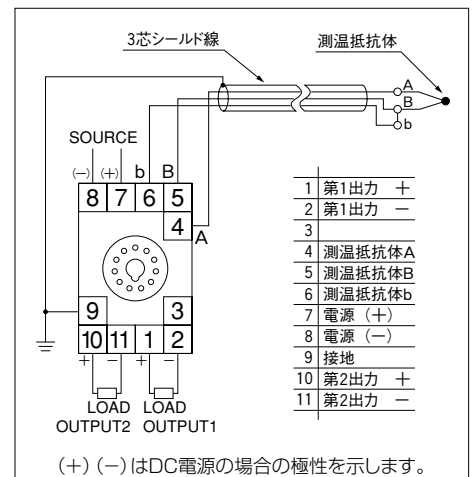 3芯シールド線
測温抵抗体
A
B
b
SOURCE
(−) (+) b B
8 7 6 5
4 A
9 3
10 11 1 2
+ − + −
LOAD LOAD
OUTPUT2 OUTPUT1
1 第1出力 +
2 第1出力 −
3
4 測温抵抗体A
5 測温抵抗体B
6 測温抵抗体b
7 電源 (+)
8 電源 (−)
9 接地
10 第2出力 +
11 第2出力 −
(+) (−)はDC電源の場合の極性を示します。